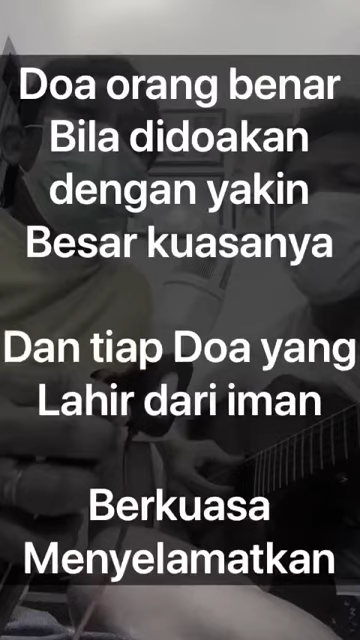 Doa orang benar
Bila didoakan
dengan yakin
Besar kuasanya
Dan tiap Doa yang
Lahir dari iman
Berkuasa
Menyelamatkan